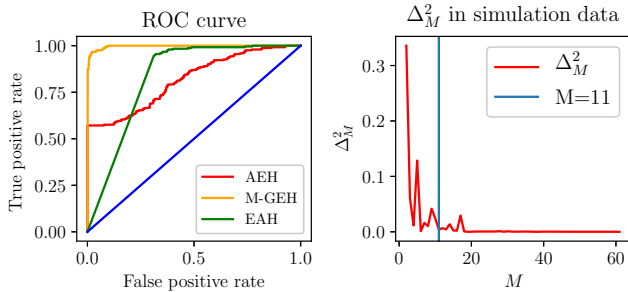 ROC curve
True positive rate
1.00
0.75
0.50
0.25
0.00
AEH
M-GEH
EAH
0.0
0.5
1.0
False positive rate
Δ²_M in simulation data
Δ²_M
0.3
0.2
0.1
0.0
Δ²_M
M=11
0
20
40
60
M